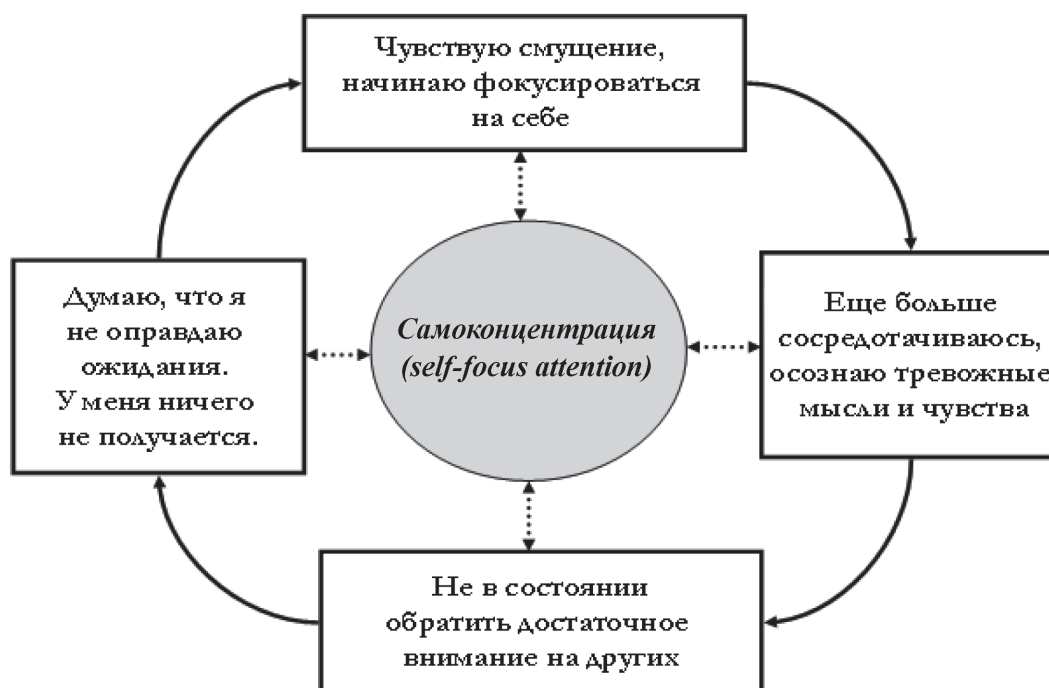 Чувствую смущение,
начинаю фокусироваться
на себе
Думаю, что я
не оправдаю
ожидания.
У меня ничего
не получается.
Самоконцентрация
(self-focus attention)
Еще больше
сосредотачиваюсь,
осознаю тревожные
мысли и чувства
Не в состоянии
обратить достаточное
внимание на других